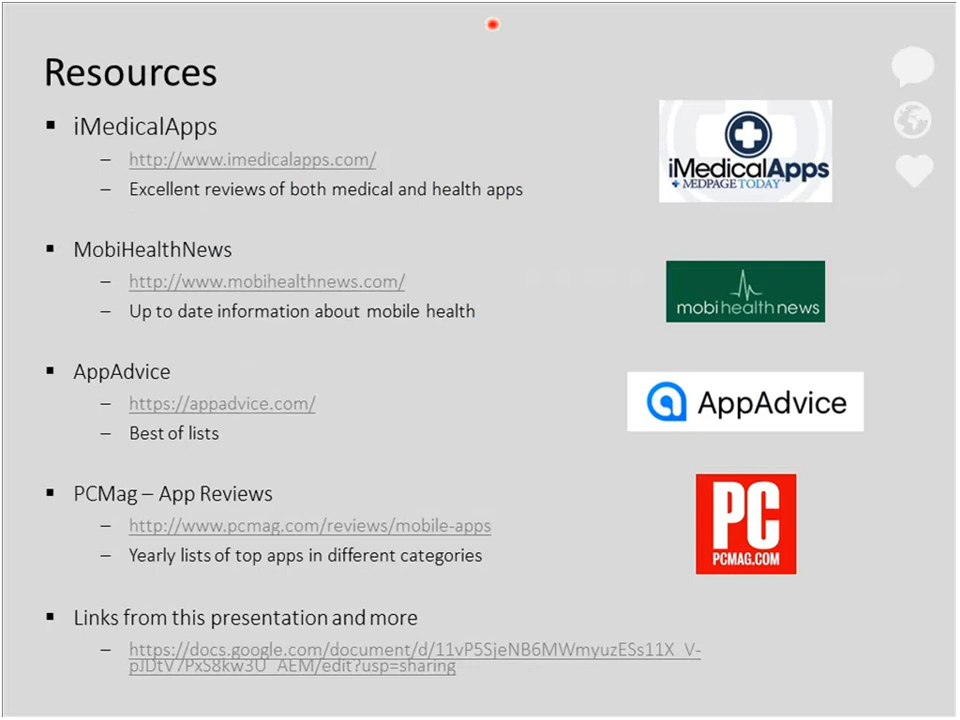 Resources
iMedicalApps
http://www.imedicalapps.com/
Excellent reviews of both medical and health apps
iMedicalApps
MEDPAGE TODAY
MobiHealthNews
http://www.mobihealthnews.com/
Up to date information about mobile health
mobihealthnews
AppAdvice
https://appadvice.com/
Best of lists
AppAdvice
PCMag – App Reviews
http://www.pcmag.com/reviews/mobile-apps
Yearly lists of top apps in different categories
PC
PCMAG.COM
Links from this presentation and more
https://docs.google.com/document/d/11vP5SjeNB6MWmyuzESs11X_V-
pJDtV7PxS8kw3U_AEM/edit?usp=sharing